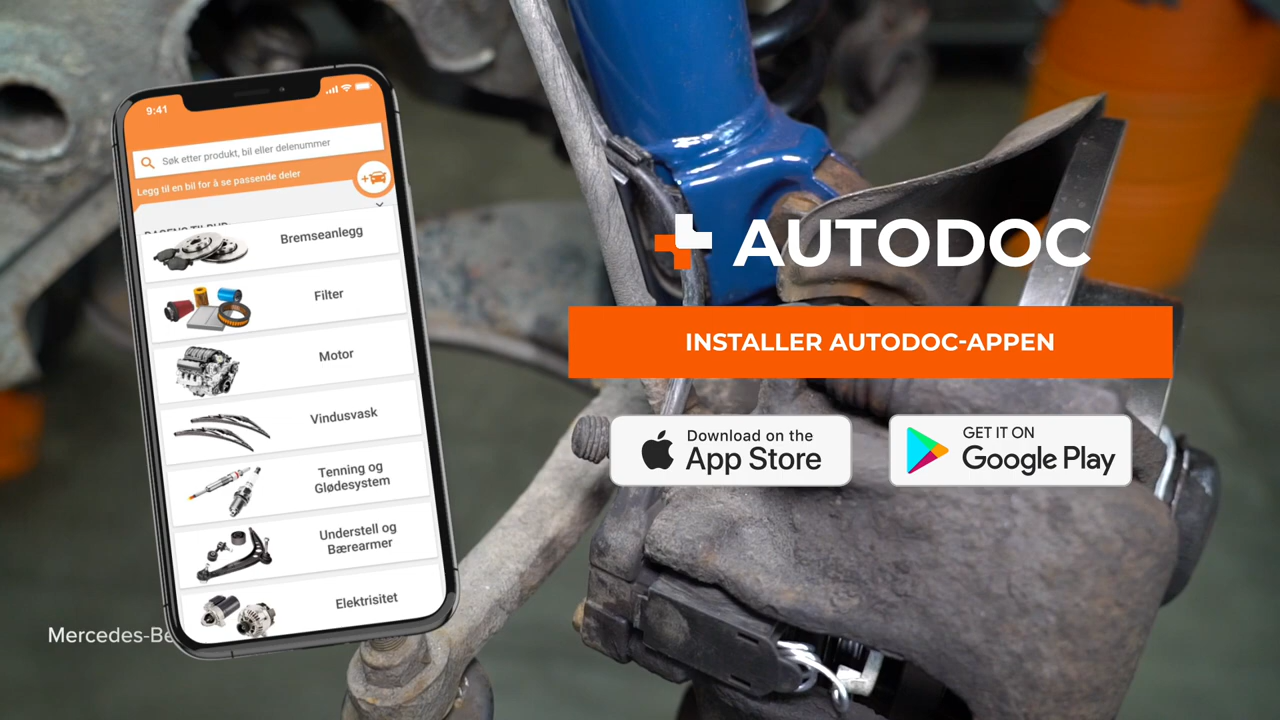 9:41
Søk etter produkt, bil eller delenummer
Legg til en bil for å se passende deler
Bremseanlegg
Filter
Motor
Vindusvask
Tenning og
Glødesystem
Understell og
Bærearmer
Elektrisitet
Mercedes-Be
AUTODOC
INSTALLER AUTODOC-APPEN
Download on the
App Store
GET IT ON
Google Play